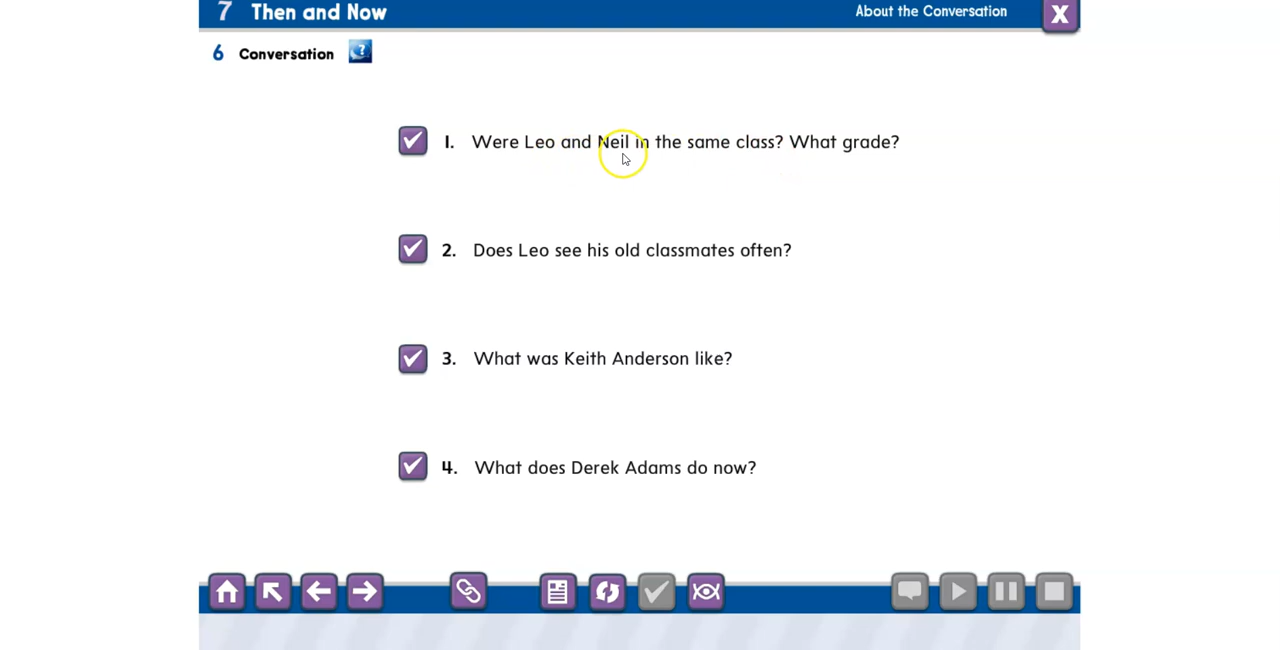 7 Then and Now
About the Conversation
X
6 Conversation
?
1. Were Leo and Neil in the same class? What grade?
2. Does Leo see his old classmates often?
3. What was Keith Anderson like?
4. What does Derek Adams do now?